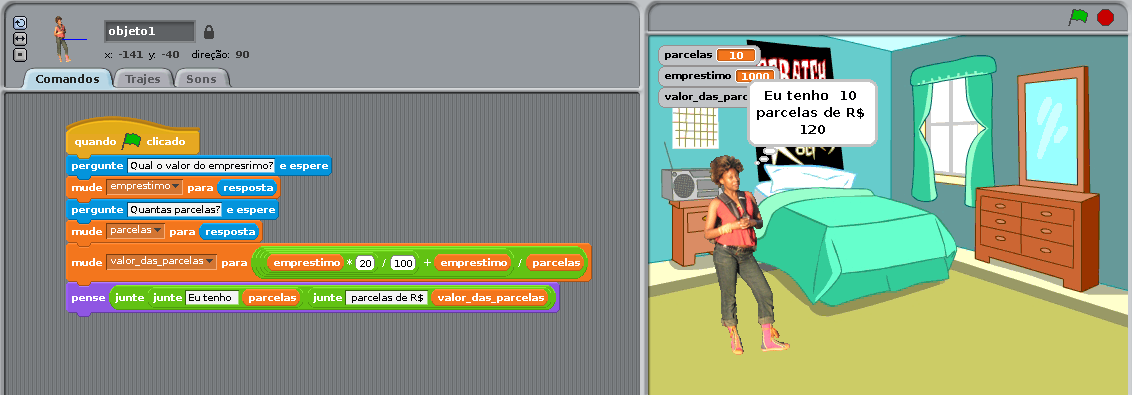 objeto1
x: -141 y: -40 direção: 90
Comandos Trajes Sons
quando clicado
pergunte Qual o valor do empresrimo? e espere
mude emprestimo para resposta
pergunte Quantas parcelas? e espere
mude parcelas para resposta
mude valor_das_parcelas para emprestimo * 20 / 100 + emprestimo / parcelas
pense junte junte Eu tenho parcelas junte parcelas de R$ valor_das_parcelas
parcelas 10
emprestimo 1000
valor_das_parc
Eu tenho 10
parcelas de R$
120